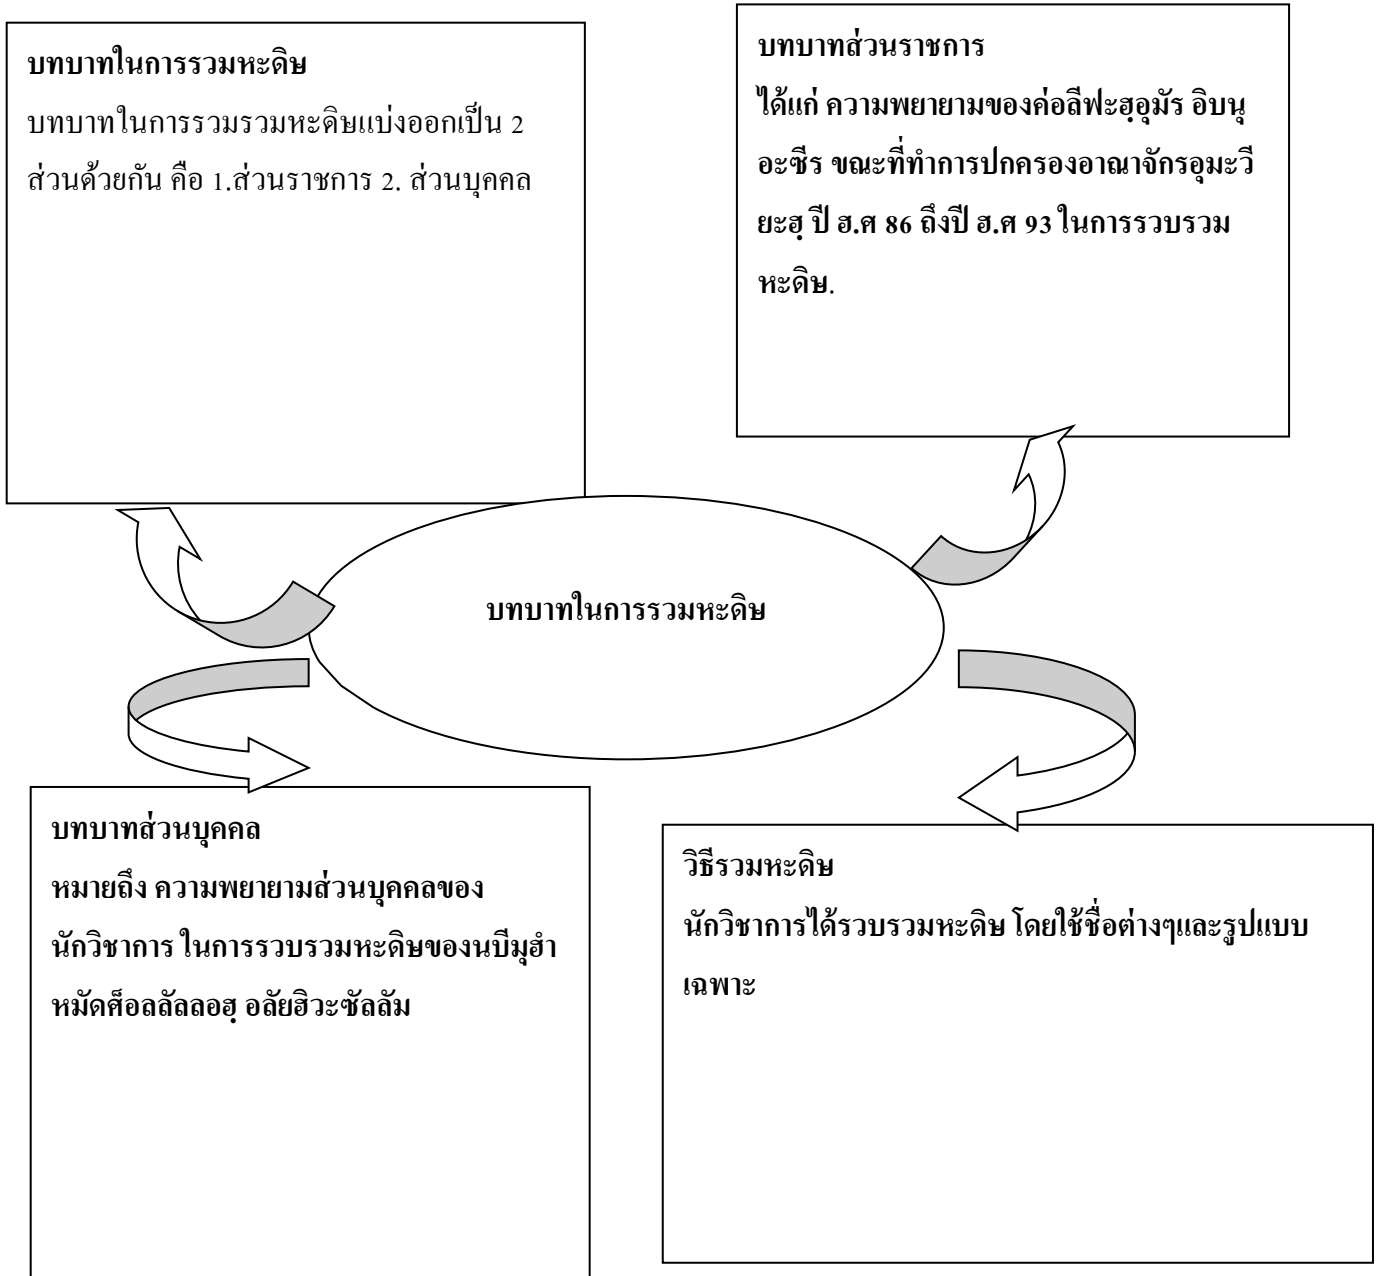 บทบาทในการรวมหะดิษ
บทบาทในการรวมรวมหะดิษแบ่งออกเป็น 2
ส่วนด้วยกัน คือ 1.ส่วนราชการ 2. ส่วนบุคคล
บทบาทส่วนราชการ
ได้แก่ ความพยายามของค่อลีฟะฮฺอุมัร อิบนุ
อะซีร ขณะที่ทำการปกครองอาณาจักรอุมะวี
ยะฮฺ ปี ฮ.ศ 86 ถึงปี ฮ.ศ 93 ในการรวบรวม
หะดิษ.
บทบาทในการรวมหะดิษ
บทบาทส่วนบุคคล
หมายถึง ความพยายามส่วนบุคคลของ
นักวิชาการ ในการรวบรวมหะดิษของนบีมุฮำ
หมัดศ็อลลัลลอฮฺ อลัยฮิวะซัลลัม
วิธีรวมหะดิษ
นักวิชาการได้รวบรวมหะดิษ โดยใช้ชื่อต่างๆและรูปแบบ
เฉพาะ